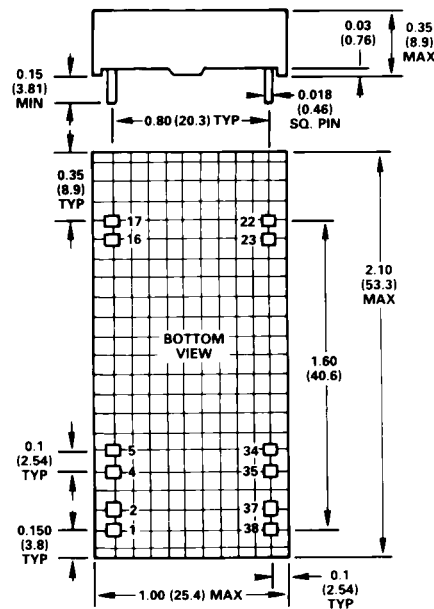 0.03
(0.76)
0.35
(8.9)
MAX
0.15
(3.81)
MIN
0.80 (20.3) TYP
0.018
(0.46)
SQ. PIN
0.35
(8.9)
TYP
17
22
16
23
2.10
(53.3)
MAX
BOTTOM
VIEW
1.60
(40.6)
0.1
(2.54)
TYP
5
34
4
35
2
37
0.150
(3.8)
TYP
1
38
1.00 (25.4) MAX
0.1
(2.54)
TYP